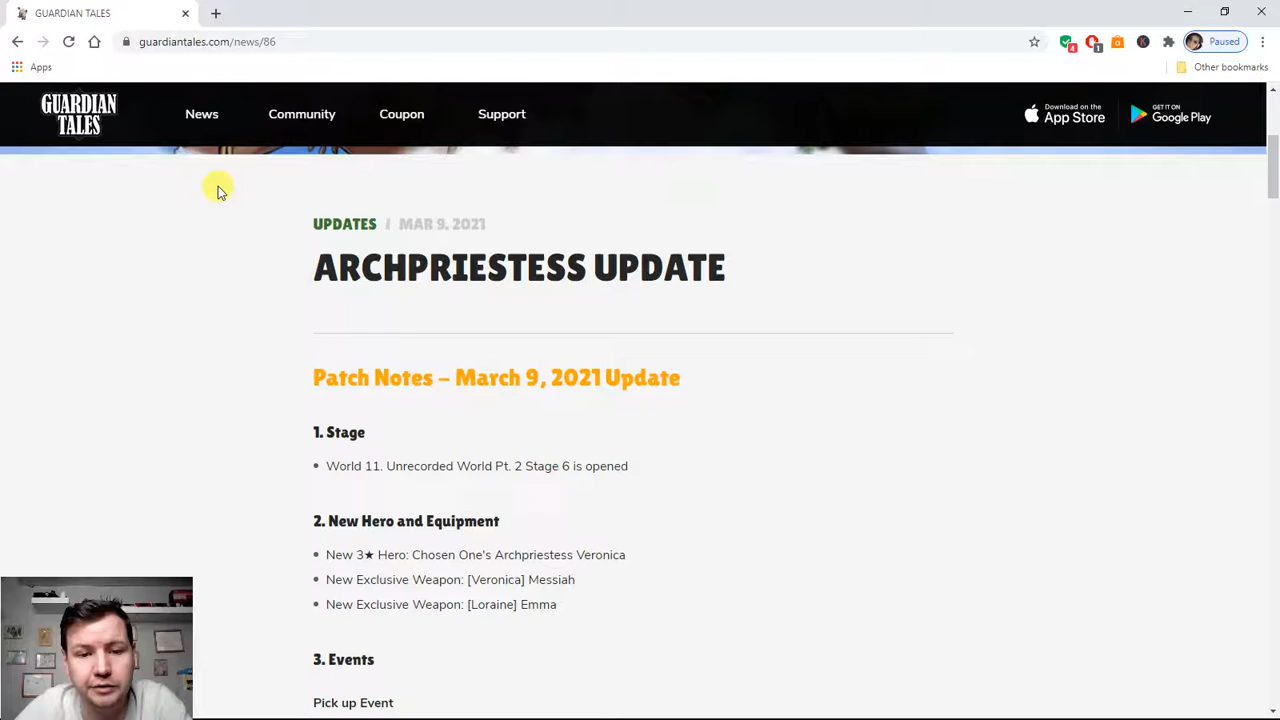 GUARDIAN TALES
guardiantales.com/news/86
4
1
Paused
Apps
Other bookmarks
GUARDIAN
TALES
News
Community
Coupon
Support
Download on the
App Store
GET IT ON
Google Play
UPDATES / MAR 9, 2021
ARCHPRIESTESS UPDATE
Patch Notes – March 9, 2021 Update
1. Stage
World 11. Unrecorded World Pt. 2 Stage 6 is opened
2. New Hero and Equipment
New 3★ Hero: Chosen One's Archpriestess Veronica
New Exclusive Weapon: [Veronica] Messiah
New Exclusive Weapon: [Loraine] Emma
3. Events
Pick up Event